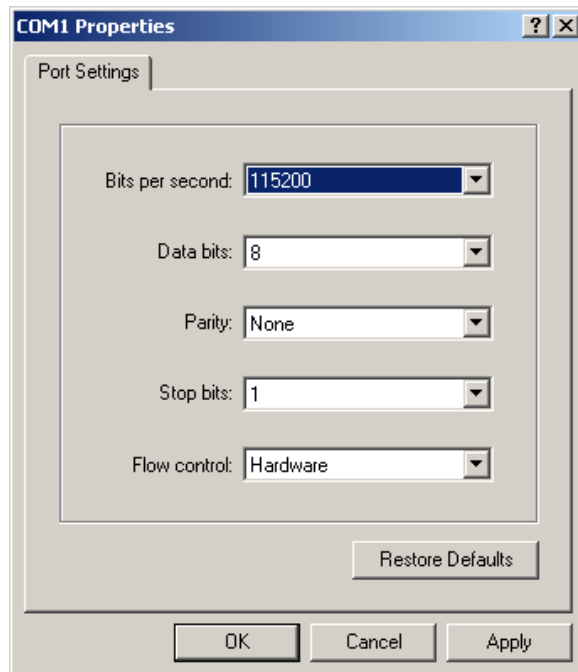 COM1 Properties
Port Settings
Bits per second: 115200
Data bits: 8
Parity: None
Stop bits: 1
Flow control: Hardware
Restore Defaults
OK Cancel Apply